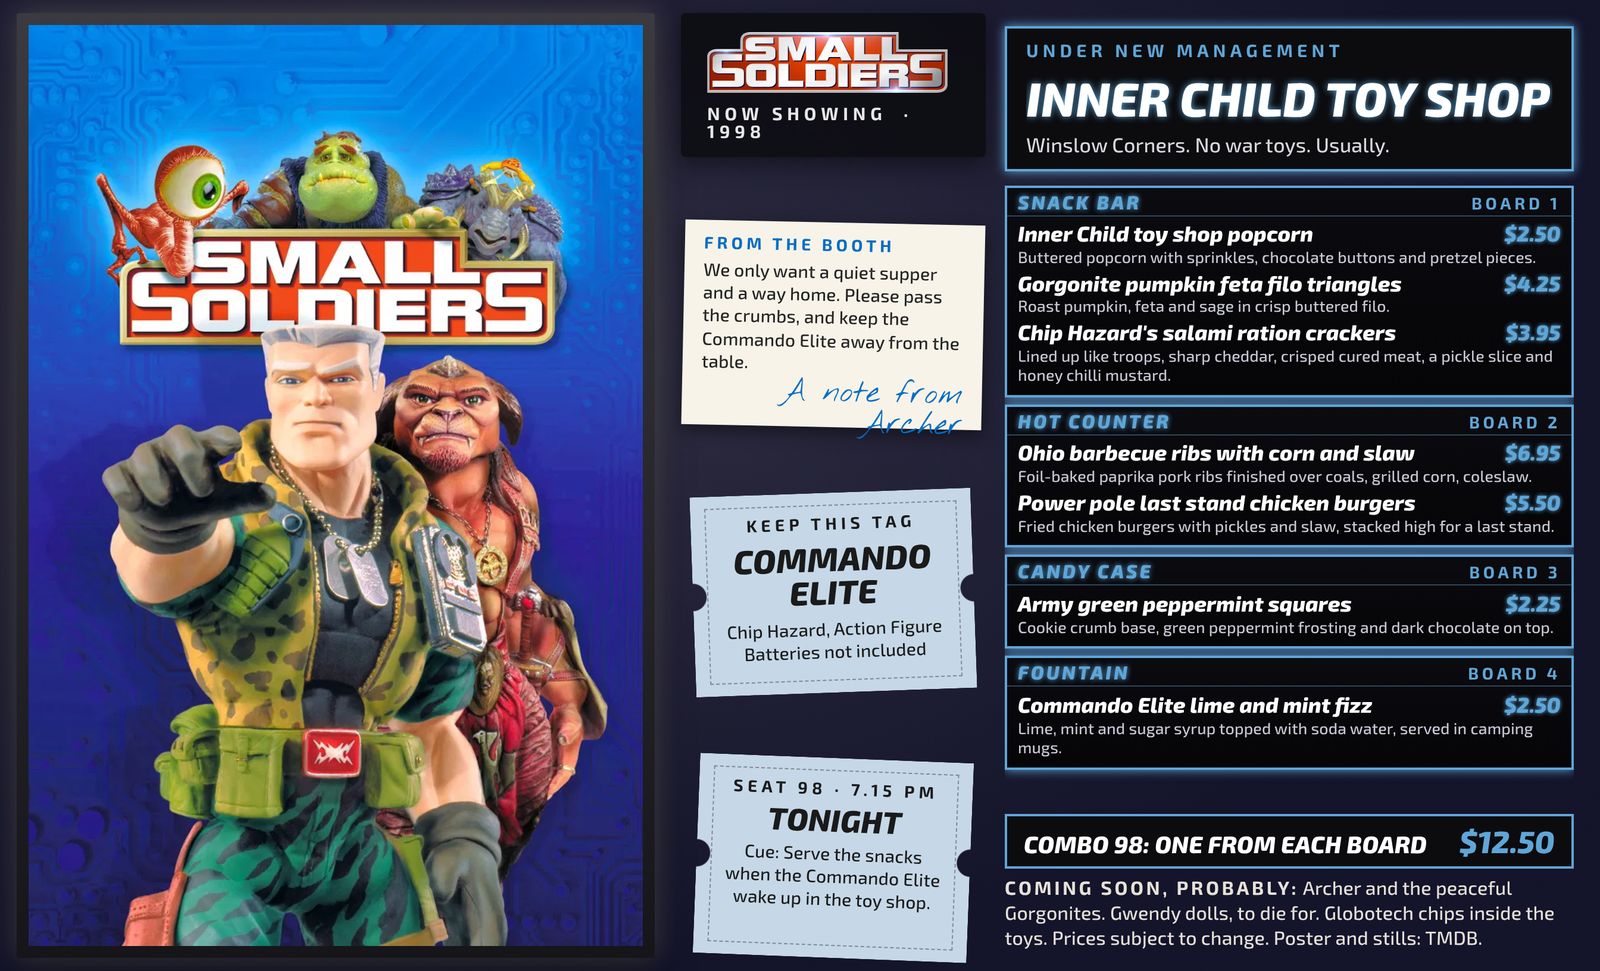 SMALL
SOLDIERS
SMALL
SOLDIERS
NOW SHOWING ·
1998
FROM THE BOOTH
We only want a quiet supper
and a way home. Please pass
the crumbs, and keep the
Commando Elite away from the
table.
A note from
Archer
KEEP THIS TAG
COMMANDO
ELITE
Chip Hazard, Action Figure
Batteries not included
SEAT 98 · 7.15 PM
TONIGHT
Cue: Serve the snacks
when the Commando Elite
wake up in the toy shop.
UNDER NEW MANAGEMENT
INNER CHILD TOY SHOP
Winslow Corners. No war toys. Usually.
SNACK BAR BOARD 1
Inner Child toy shop popcorn $2.50
Buttered popcorn with sprinkles, chocolate buttons and pretzel pieces.
Gorgonite pumpkin feta filo triangles $4.25
Roast pumpkin, feta and sage in crisp buttered filo.
Chip Hazard's salami ration crackers $3.95
Lined up like troops, sharp cheddar, crisped cured meat, a pickle slice and
honey chilli mustard.
HOT COUNTER BOARD 2
Ohio barbecue ribs with corn and slaw $6.95
Foil-baked paprika pork ribs finished over coals, grilled corn, coleslaw.
Power pole last stand chicken burgers $5.50
Fried chicken burgers with pickles and slaw, stacked high for a last stand.
CANDY CASE BOARD 3
Army green peppermint squares $2.25
Cookie crumb base, green peppermint frosting and dark chocolate on top.
FOUNTAIN BOARD 4
Commando Elite lime and mint fizz $2.50
Lime, mint and sugar syrup topped with soda water, served in camping
mugs.
COMBO 98: ONE FROM EACH BOARD $12.50
COMING SOON, PROBABLY: Archer and the peaceful
Gorgonites. Gwendy dolls, to die for. Globotech chips inside the
toys. Prices subject to change. Poster and stills: TMDB.